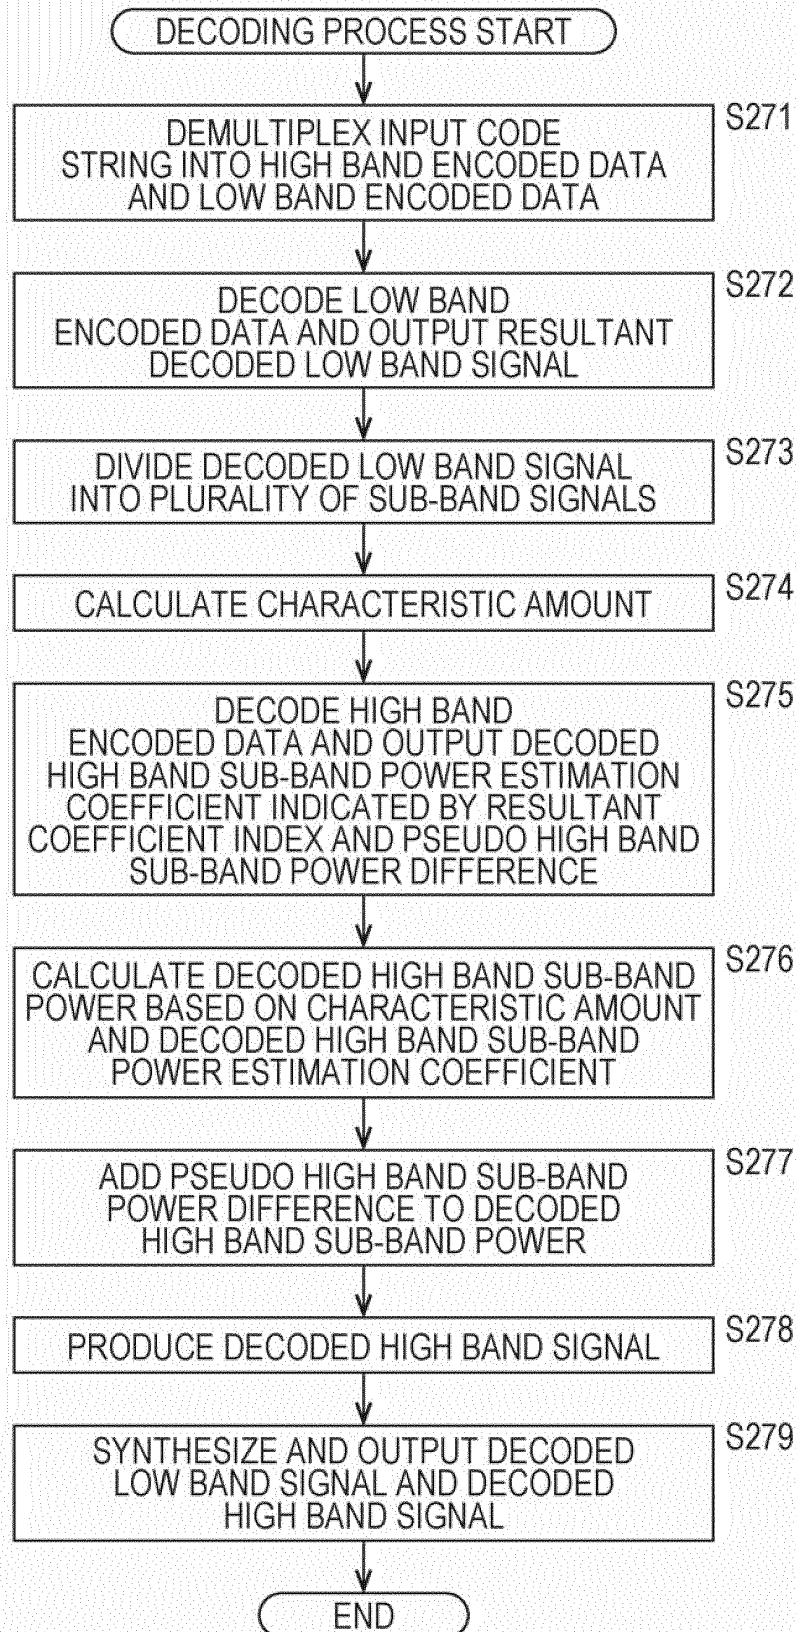 DECODING PROCESS START
S271
DEMULTIPLEX INPUT CODE
STRING INTO HIGH BAND ENCODED DATA
AND LOW BAND ENCODED DATA
S272
DECODE LOW BAND
ENCODED DATA AND OUTPUT RESULTANT
DECODED LOW BAND SIGNAL
S273
DIVIDE DECODED LOW BAND SIGNAL
INTO PLURALITY OF SUB-BAND SIGNALS
S274
CALCULATE CHARACTERISTIC AMOUNT
S275
DECODE HIGH BAND
ENCODED DATA AND OUTPUT DECODED
HIGH BAND SUB-BAND POWER ESTIMATION
COEFFICIENT INDICATED BY RESULTANT
COEFFICIENT INDEX AND PSEUDO HIGH BAND
SUB-BAND POWER DIFFERENCE
S276
CALCULATE DECODED HIGH BAND SUB-BAND
POWER BASED ON CHARACTERISTIC AMOUNT
AND DECODED HIGH BAND SUB-BAND
POWER ESTIMATION COEFFICIENT
S277
ADD PSEUDO HIGH BAND SUB-BAND
POWER DIFFERENCE TO DECODED
HIGH BAND SUB-BAND POWER
S278
PRODUCE DECODED HIGH BAND SIGNAL
S279
SYNTHESIZE AND OUTPUT DECODED
LOW BAND SIGNAL AND DECODED
HIGH BAND SIGNAL
END